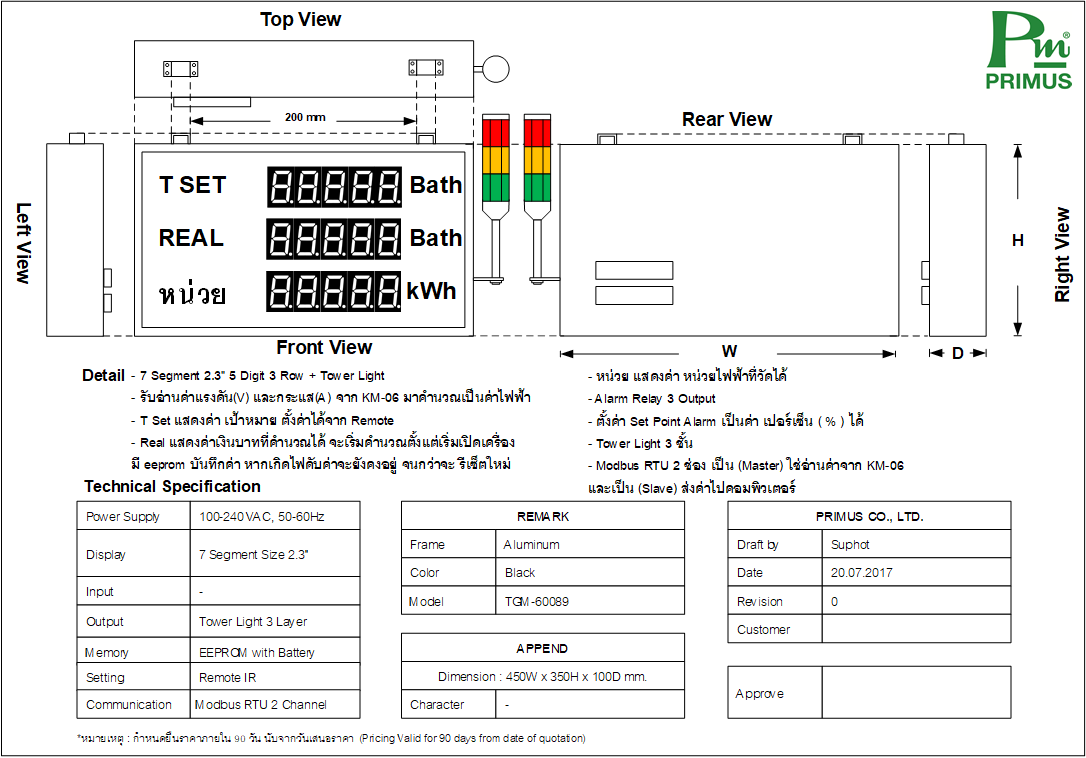 Top View
Pm®
PRIMUS
200 mm
Rear View
Left View
T SET 88888 Bath
REAL 88888 Bath
หน่วย 88888 kWh
H
Right View
Front View
W
D
Detail - 7 Segment 2.3" 5 Digit 3 Row + Tower Light
- รับอ่านค่าแรงดัน(V) และกระแส(A) จาก KM-06 มาคำนวณเป็นค่าไฟฟ้า
- T Set แสดงค่า เป้าหมาย ตั้งค่าได้จาก Remote
- Real แสดงค่าเงินบาทที่คำนวณได้ จะเริ่มคำนวณตั้งแต่เริ่มเปิดเครื่อง
มี eeprom บันทึกค่า หากเกิดไฟดับค่าจะยังคงอยู่ จนกว่าจะ รีเซ็ตใหม่
- หน่วย แสดงค่า หน่วยไฟฟ้าที่วัดได้
- Alarm Relay 3 Output
- ตั้งค่า Set Point Alarm เป็นค่า เปอร์เซ็น ( % ) ได้
- Tower Light 3 ชั้น
- Modbus RTU 2 ช่อง เป็น (Master) ใช้อ่านค่าจาก KM-06
และเป็น (Slave) ส่งค่าไปคอมพิวเตอร์
Technical Specification
Power Supply 100-240VAC, 50-60Hz
Display 7 Segment Size 2.3"
Input -
Output Tower Light 3 Layer
Memory EEPROM with Battery
Setting Remote IR
Communication Modbus RTU 2 Channel
REMARK
Frame Aluminum
Color Black
Model TGM-60089
APPEND
Dimension : 450W x 350H x 100D mm.
Character -
PRIMUS CO., LTD.
Draft by Suphot
Date 20.07.2017
Revision 0
Customer
Approve
*หมายเหตุ : กำหนดยืนราคาภายใน 90 วัน นับจากวันเสนอราคา (Pricing Valid for 90 days from date of quotation)